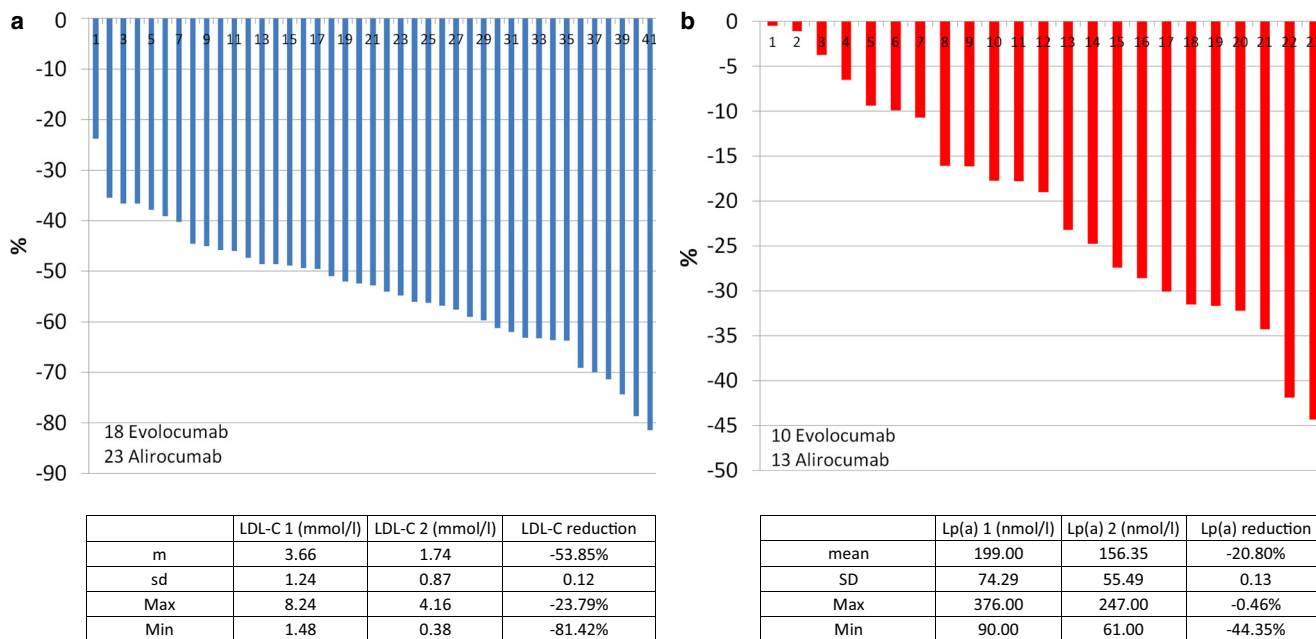 a
0
-10
-20
-30
-40
-50
-60
-70
-80
-90
%
1 3 5 7 9 11 13 15 17 19 21 23 25 27 29 31 33 35 37 39 41
18 Evolocumab
23 Alirocumab
LDL-C 1 (mmol/l) LDL-C 2 (mmol/l) LDL-C reduction
m 3.66 1.74 -53.85%
sd 1.24 0.87 0.12
Max 8.24 4.16 -23.79%
Min 1.48 0.38 -81.42%
b
0
-5
-10
-15
-20
-25
-30
-35
-40
-45
-50
%
1 2 3 4 5 6 7 8 9 10 11 12 13 14 15 16 17 18 19 20 21 22
10 Evolocumab
13 Alirocumab
Lp(a) 1 (nmol/l) Lp(a) 2 (nmol/l) Lp(a) reduction
mean 199.00 156.35 -20.80%
SD 74.29 55.49 0.13
Max 376.00 247.00 -0.46%
Min 90.00 61.00 -44.35%